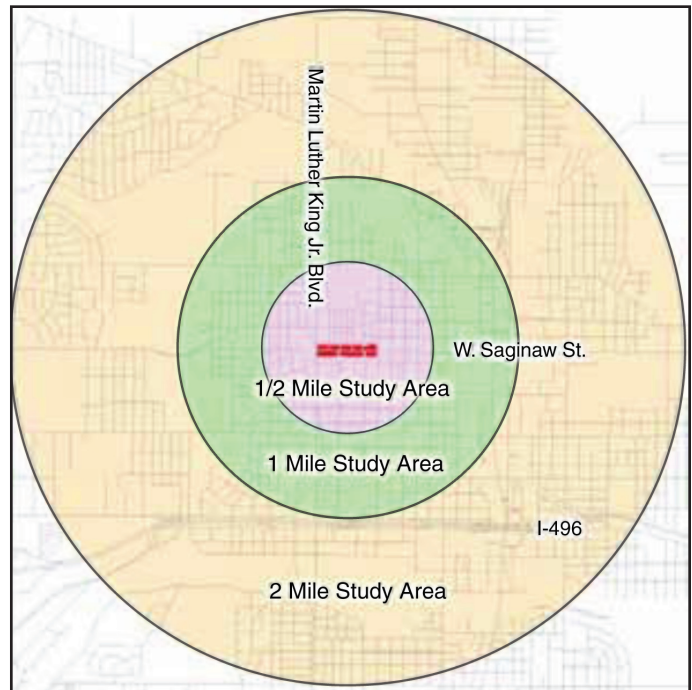 Martin Luther King Jr. Blvd.
W. Saginaw St.
1/2 Mile Study Area
1 Mile Study Area
I-496
2 Mile Study Area